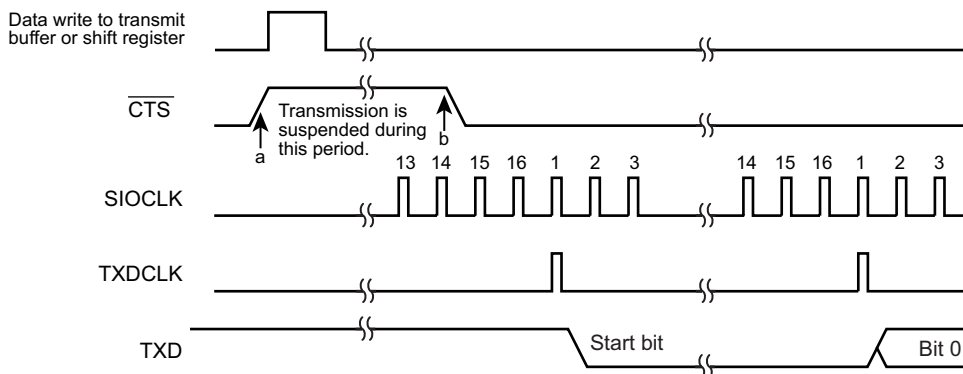 Data write to transmit
buffer or shift register
CTS
Transmission is
suspended during
this period.
a
b
13 14 15 16 1 2 3 14 15 16 1 2 3
SIOCLK
TXDCLK
TXD
Start bit
Bit 0